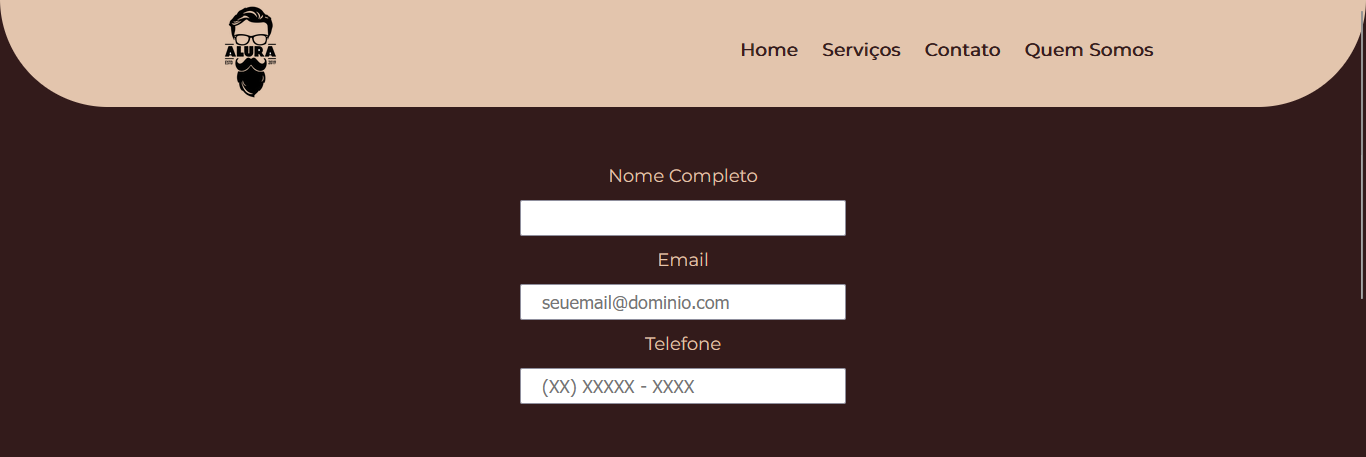 ALURA
ESTD 2019
Home Serviços Contato Quem Somos
Nome Completo
Email
seuemail@dominio.com
Telefone
(XX) XXXXX - XXXX